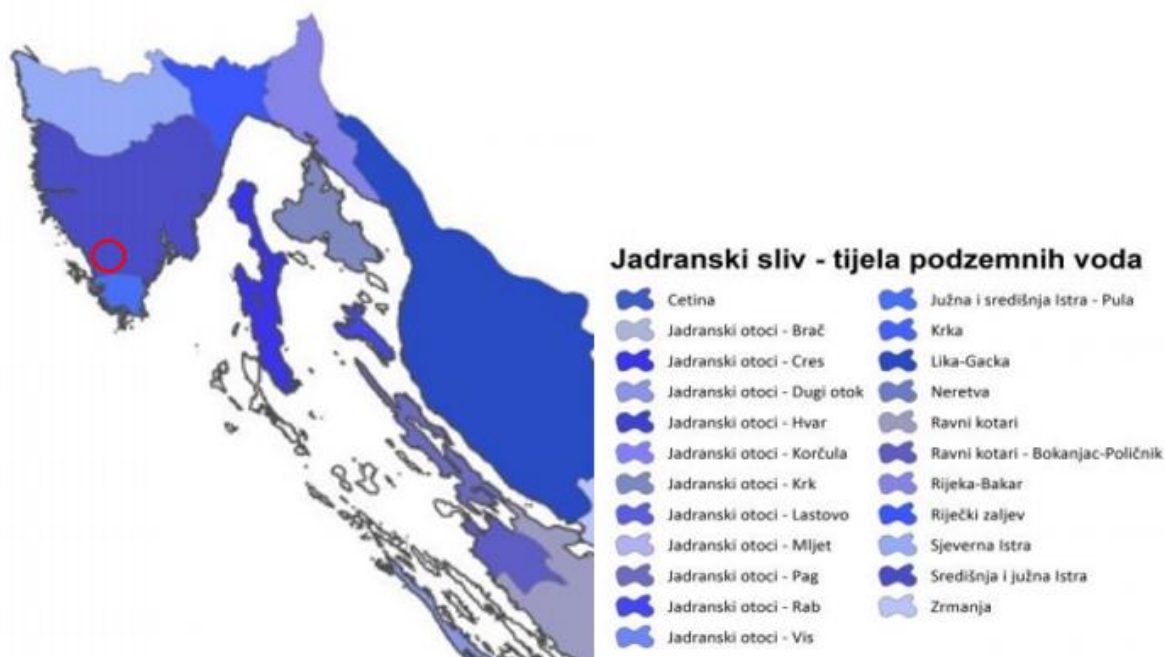 Jadranski sliv - tijela podzemnih voda
Cetina
Jadranski otoci - Brač
Jadranski otoci - Cres
Jadranski otoci - Dugi otok
Jadranski otoci - Hvar
Jadranski otoci - Korčula
Jadranski otoci - Krk
Jadranski otoci - Lastovo
Jadranski otoci - Mljet
Jadranski otoci - Pag
Jadranski otoci - Rab
Jadranski otoci - Vis
Južna i središnja Istra - Pula
Krka
Lika-Gacka
Neretva
Ravni kotari
Ravni kotari - Bokanjac-Poličnik
Rijeka-Bakar
Riječki zaljev
Sjeverna Istra
Središnja i južna Istra
Zrmanja